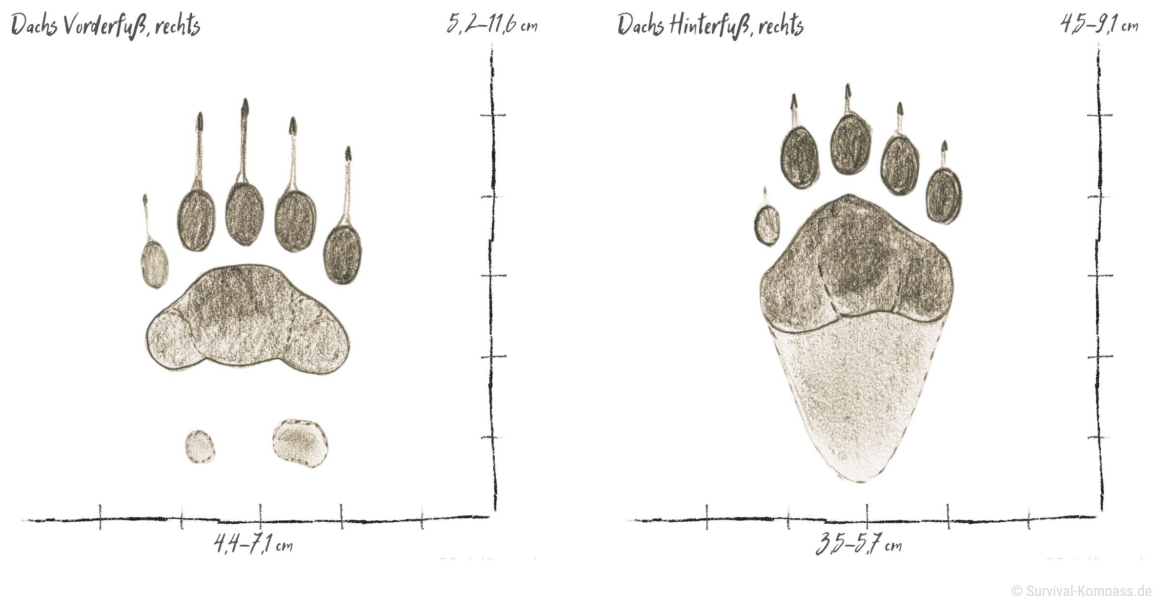 Dachs Vorderfuß, rechts
5,2–11,6 cm
4,4–7,1 cm
Dachs Hinterfuß, rechts
4,5–9,1 cm
3,5–5,7 cm
© Survival-Kompass.de